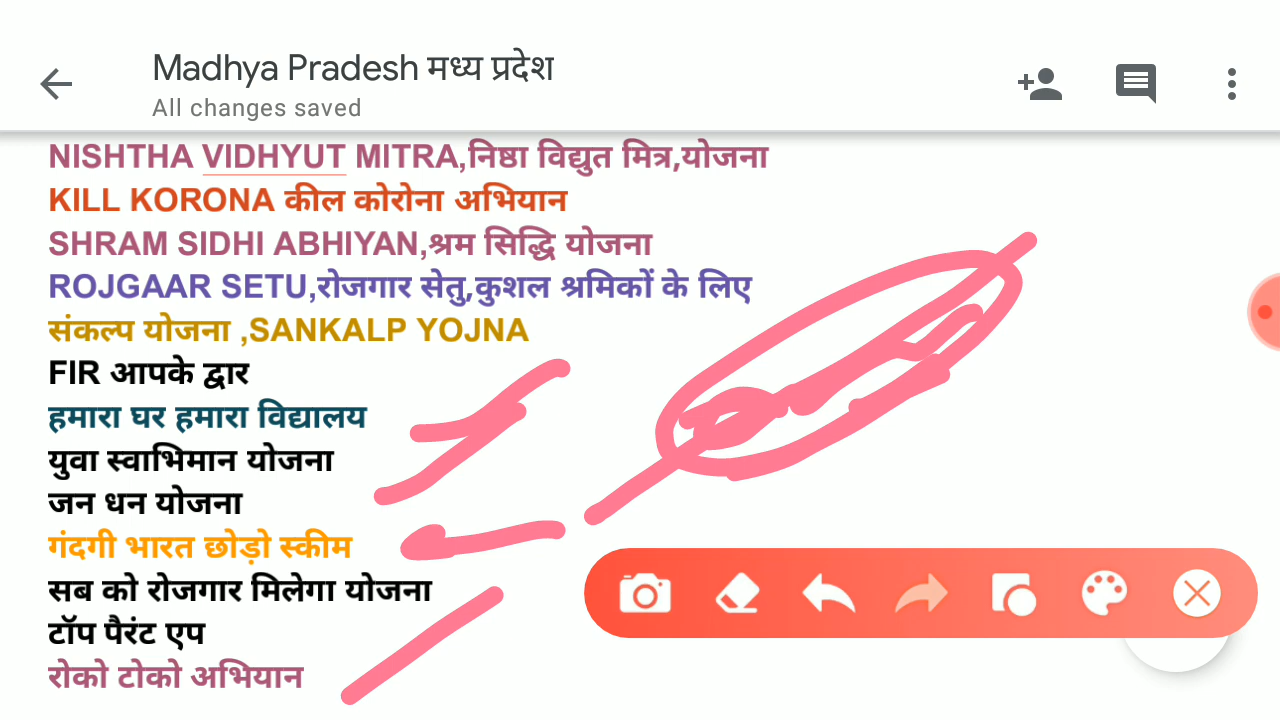 Madhya Pradesh मध्य प्रदेश
All changes saved
NISHTHA VIDHYUT MITRA,निष्ठा विद्युत मित्र,योजना
KILL KORONA कील कोरोना अभियान
SHRAM SIDHI ABHIYAN,श्रम सिद्धि योजना
ROJGAAR SETU,रोजगार सेतु,कुशल श्रमिकों के लिए
संकल्प योजना ,SANKALP YOJNA
FIR आपके द्वार
हमारा घर हमारा विद्यालय
युवा स्वाभिमान योजना
जन धन योजना
गंदगी भारत छोड़ो स्कीम
सब को रोजगार मिलेगा योजना
टॉप पैरंट एप
रोको टोको अभियान